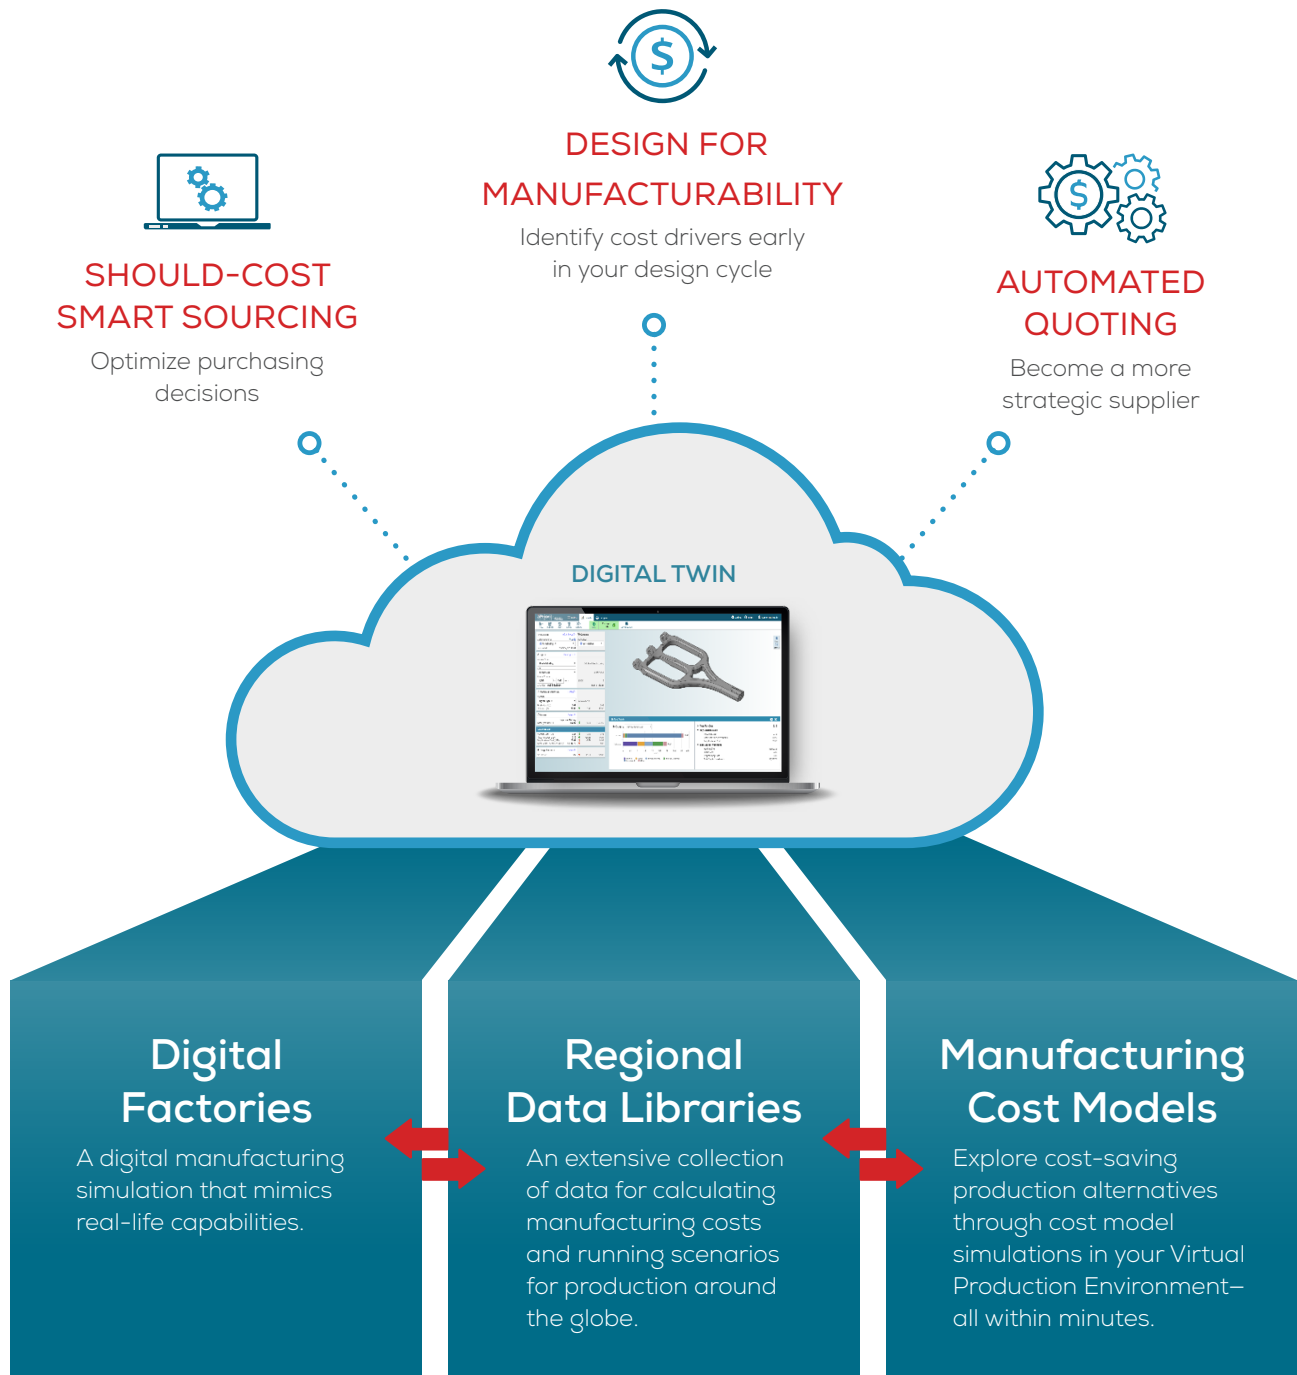 DESIGN FOR
MANUFACTURABILITY
Identify cost drivers early
in your design cycle
SHOULD-COST
SMART SOURCING
Optimize purchasing
decisions
AUTOMATED
QUOTING
Become a more
strategic supplier
DIGITAL TWIN
Digital
Factories
A digital manufacturing
simulation that mimics
real-life capabilities.
Regional
Data Libraries
An extensive collection
of data for calculating
manufacturing costs
and running scenarios
for production around
the globe.
Manufacturing
Cost Models
Explore cost-saving
production alternatives
through cost model
simulations in your Virtual
Production Environment—
all within minutes.